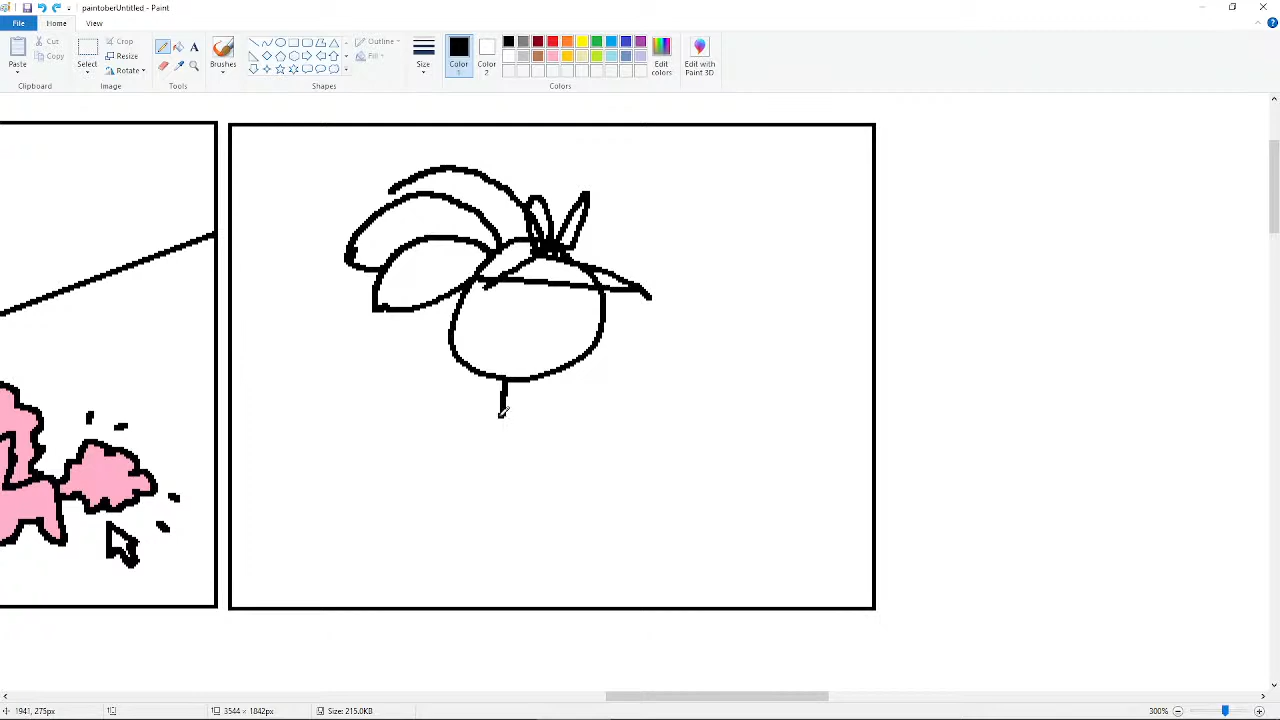 paintoberUntitled - Paint
File
Home
View
Paste
Cut
Copy
Clipboard
Select
Crop
Resize
Rotate
Image
A
Tools
Brushes
Outline
Fill
Shapes
Size
Color 1
Color 2
Edit colors
Edit with Paint 3D
Colors
1941, 275px
3544 × 1842px
Size: 215.0KB
300%